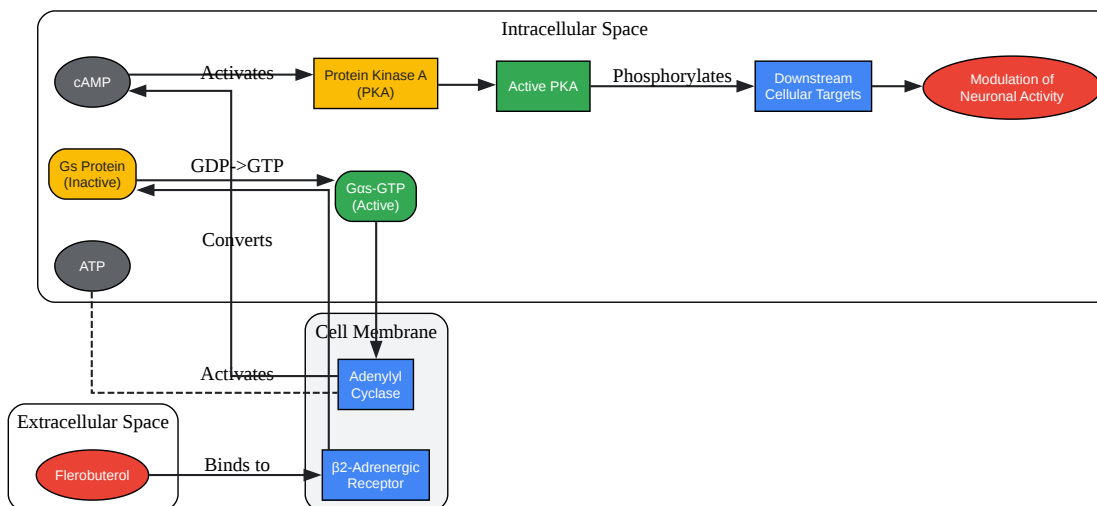 Intracellular Space
cAMP
Activates
Protein Kinase A
(PKA)
Active PKA
Phosphorylates
Downstream
Cellular Targets
Modulation of
Neuronal Activity
Gs Protein
(Inactive)
GDP->GTP
Gαs-GTP
(Active)
Converts
ATP
Cell Membrane
Activates
Adenylyl
Cyclase
Extracellular Space
Flerobuterol
Binds to
β2-Adrenergic
Receptor